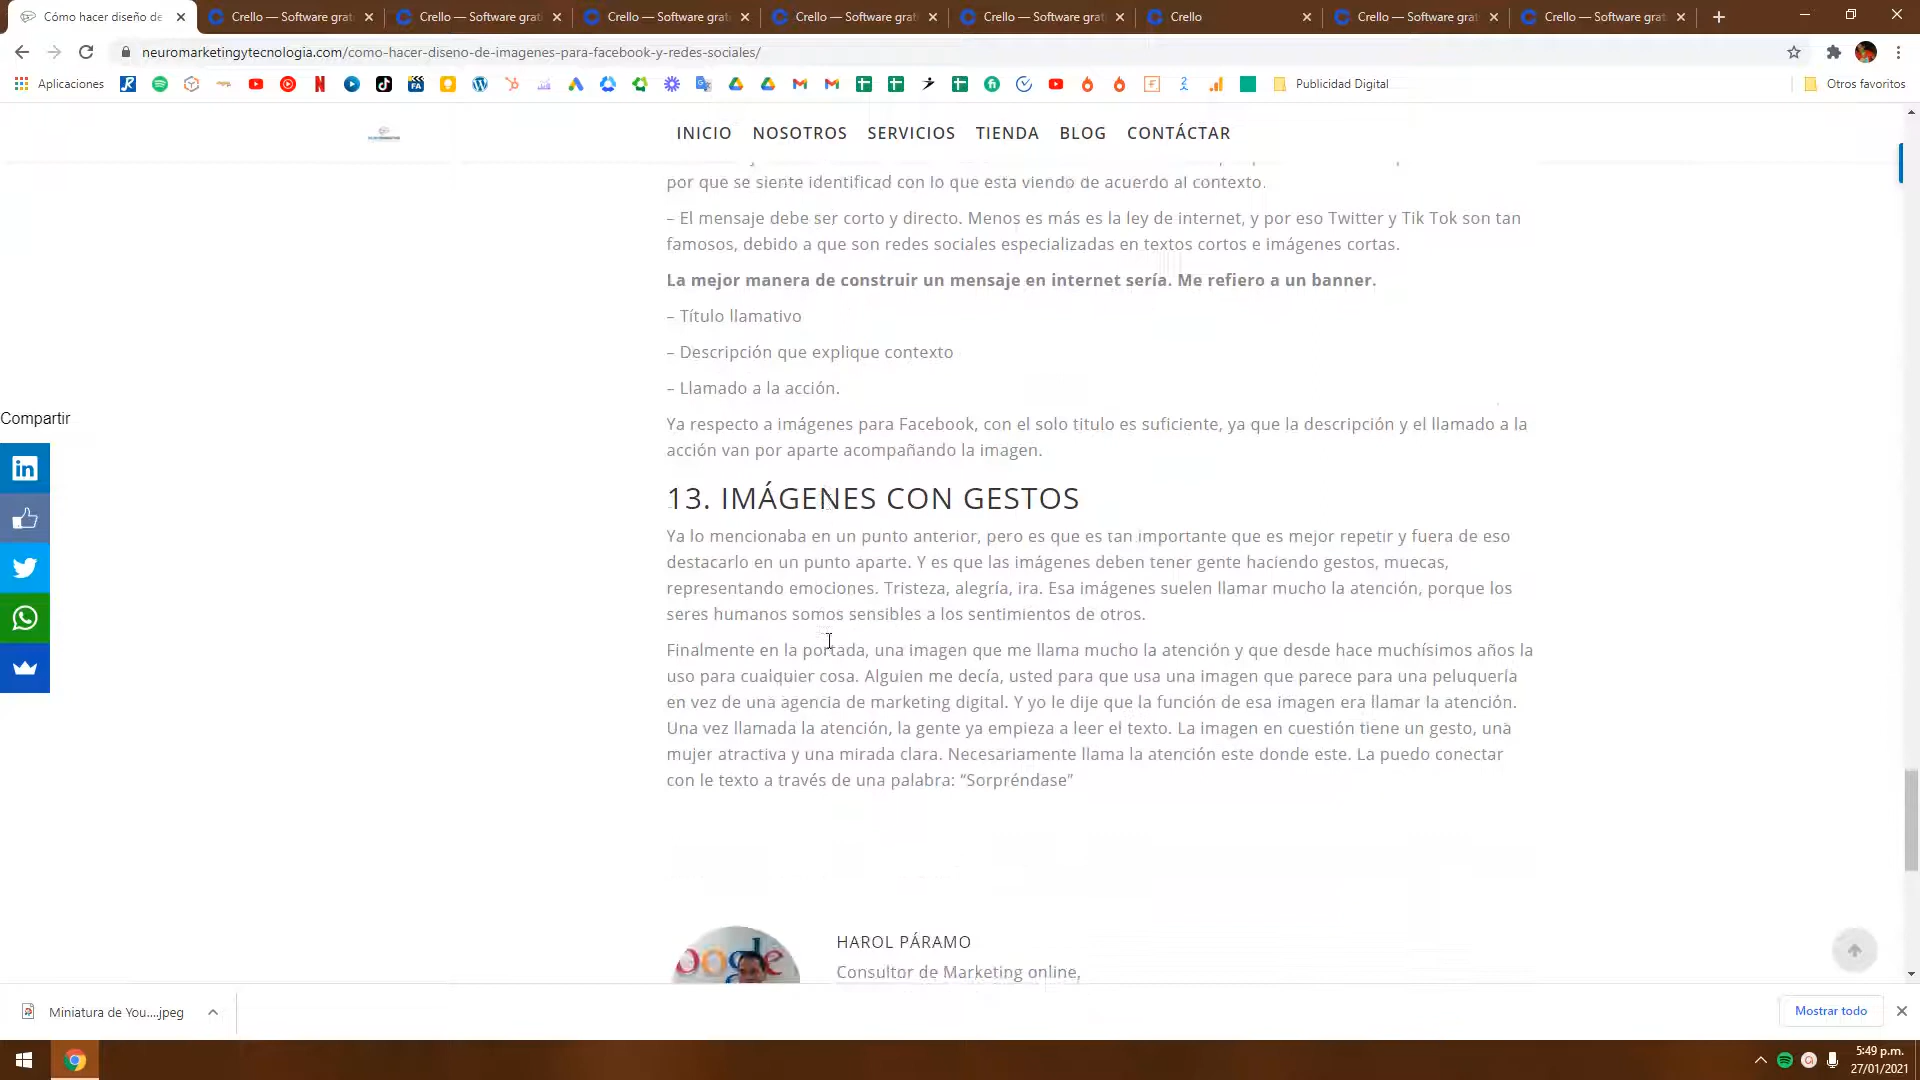 Cómo hacer diseño de
Crello — Software grat
Crello — Software grat
Crello — Software grat
Crello — Software grat
Crello — Software grat
Crello
Crello — Software grat
Crello — Software grat
neuromarketingytecnologia.com/como-hacer-diseno-de-imagenes-para-facebook-y-redes-sociales/
Aplicaciones
Publicidad Digital
Otros favoritos
INICIO NOSOTROS SERVICIOS TIENDA BLOG CONTÁCTAR
por que se siente identificad con lo que esta viendo de acuerdo al contexto.
– El mensaje debe ser corto y directo. Menos es más es la ley de internet, y por eso Twitter y Tik Tok son tan
famosos, debido a que son redes sociales especializadas en textos cortos e imágenes cortas.
La mejor manera de construir un mensaje en internet sería. Me refiero a un banner.
– Título llamativo
– Descripción que explique contexto
– Llamado a la acción.
Compartir
Ya respecto a imágenes para Facebook, con el solo titulo es suficiente, ya que la descripción y el llamado a la
acción van por aparte acompañando la imagen.
13. IMÁGENES CON GESTOS
Ya lo mencionaba en un punto anterior, pero es que es tan importante que es mejor repetir y fuera de eso
destacarlo en un punto aparte. Y es que las imágenes deben tener gente haciendo gestos, muecas,
representando emociones. Tristeza, alegría, ira. Esa imágenes suelen llamar mucho la atención, porque los
seres humanos somos sensibles a los sentimientos de otros.
Finalmente en la portada, una imagen que me llama mucho la atención y que desde hace muchísimos años la
uso para cualquier cosa. Alguien me decía, usted para que usa una imagen que parece para una peluquería
en vez de una agencia de marketing digital. Y yo le dije que la función de esa imagen era llamar la atención.
Una vez llamada la atención, la gente ya empieza a leer el texto. La imagen en cuestión tiene un gesto, una
mujer atractiva y una mirada clara. Necesariamente llama la atención este donde este. La puedo conectar
con le texto a través de una palabra: “Sorpréndase”
HAROL PÁRAMO
Consultor de Marketing online,
Miniatura de You....jpeg
Mostrar todo
5:49 p.m.
27/01/2021